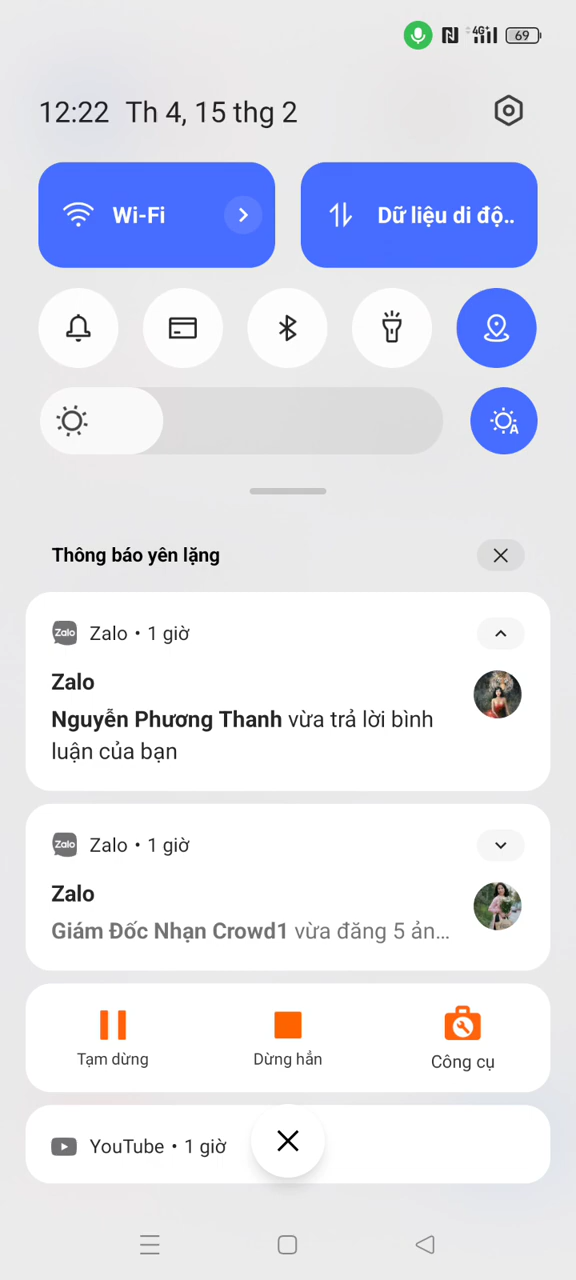 4G+ 69
12:22 Th 4, 15 thg 2
Wi-Fi
Dữ liệu di độ..
A
Thông báo yên lặng
Zalo Zalo • 1 giờ
Zalo
Nguyễn Phương Thanh vừa trả lời bình
luận của bạn
Zalo Zalo • 1 giờ
Zalo
Giám Đốc Nhạn Crowd1 vừa đăng 5 ản...
Tạm dừng
Dừng hẳn
Công cụ
YouTube • 1 giờ